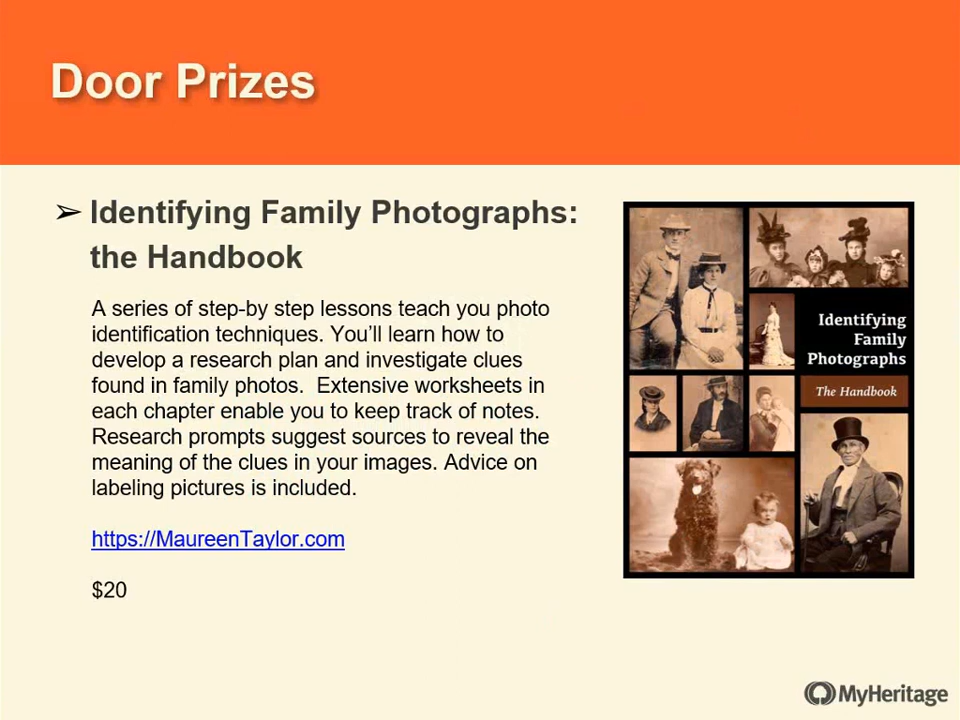 Door Prizes
➢ Identifying Family Photographs:
the Handbook
A series of step-by step lessons teach you photo
identification techniques. You'll learn how to
develop a research plan and investigate clues
found in family photos.  Extensive worksheets in
each chapter enable you to keep track of notes.
Research prompts suggest sources to reveal the
meaning of the clues in your images. Advice on
labeling pictures is included.
https://MaureenTaylor.com
$20
Identifying
Family
Photographs
The Handbook
MyHeritage